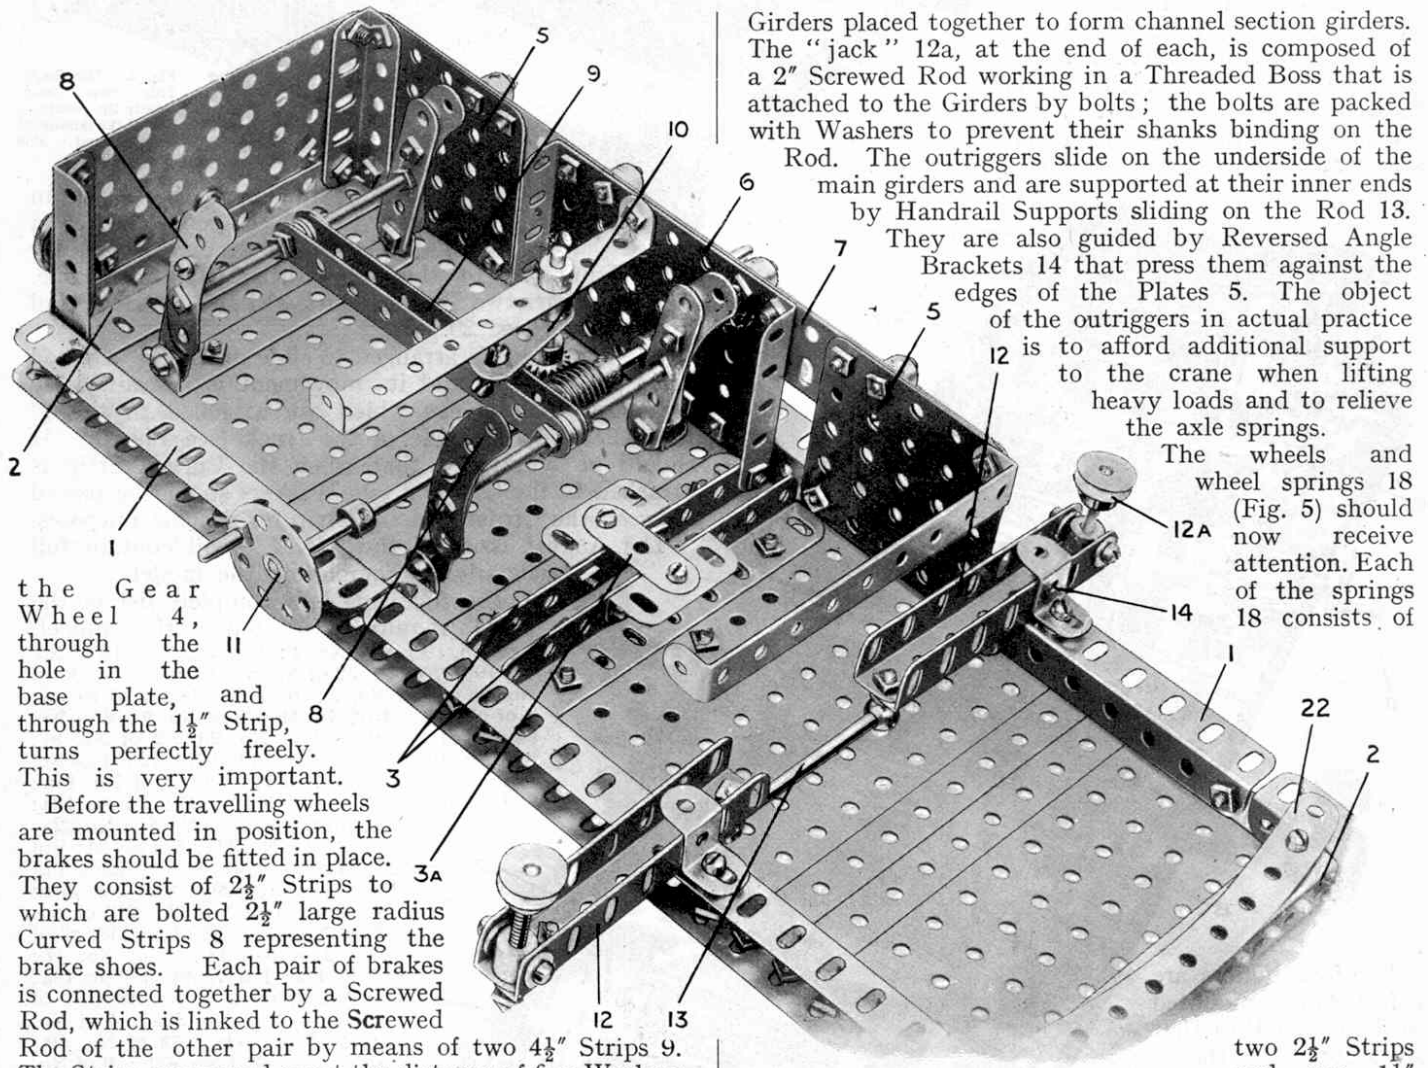 the Gear
Wheel 4,
through the
hole in the
base plate, and
through the 1½″ Strip,
turns perfectly freely.
This is very important.
Before the travelling wheels
are mounted in position, the
brakes should be fitted in place.
They consist of 2½″ Strips to
which are bolted 2½″ large radius
Curved Strips 8 representing the
brake shoes. Each pair of brakes
is connected together by a Screwed
Rod, which is linked to the Screwed
Rod of the other pair by means of two 4½″ Strips 9.
Girders placed together to form channel section girders.
The “jack” 12a, at the end of each, is composed of
a 2″ Screwed Rod working in a Threaded Boss that is
attached to the Girders by bolts; the bolts are packed
with Washers to prevent their shanks binding on the
Rod. The outriggers slide on the underside of the
main girders and are supported at their inner ends
by Handrail Supports sliding on the Rod 13.
They are also guided by Reversed Angle
Brackets 14 that press them against the
edges of the Plates 5. The object
of the outriggers in actual practice
is to afford additional support
to the crane when lifting
heavy loads and to relieve
the axle springs.
The wheels and
wheel springs 18
(Fig. 5) should
now receive
attention. Each
of the springs
18 consists of
two 2½″ Strips
8
5
9
10
6
7
5
12
12A
14
1
22
2
2
1
11
8
3
3A
12
13